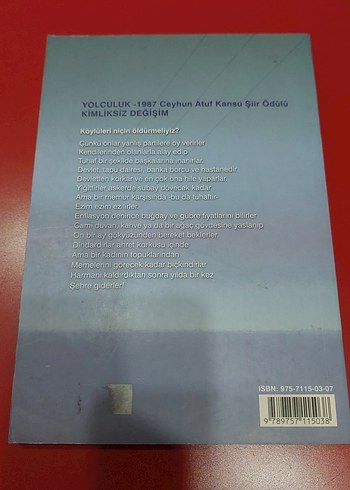 YOLCULUK -1987 Ceyhun Atuf Kansu Şiir Ödülü
KİMLİKSİZ DEĞİŞİM
Köylüleri niçin öldürmeliyiz?
Çünkü onlar yanlış partilere oy verirler
Kendilerinden olanlarla alay edip
Tuhaf bir şekilde başkalarına inanırlar
Devlet, tapu dairesi, banka borcu ve hastanedir
Devletten korkar ve en çok ona hile yaparlar
Yiğittirler askerde subay dövecek kadar
Ama bir memur karşısında -bu da tuhaftır-
Ezim ezim ezilirler
Enflasyon denince buğday ve gübre fiyatlarını bilirler
Cami duvarı, kahve ya da bir ağaç gövdesine yaslanıp
On bir ay gökyüzünden bereket beklerler,
Dindardırlar ahret korkusu içinde
Ama bir kadının topuklarından
Memelerini görecek kadar bıçkındırlar
Harmanı kaldırdıktan sonra yılda bir kez
Şehre giderler!
ISBN: 975-7115-03-07
9 789757 115038